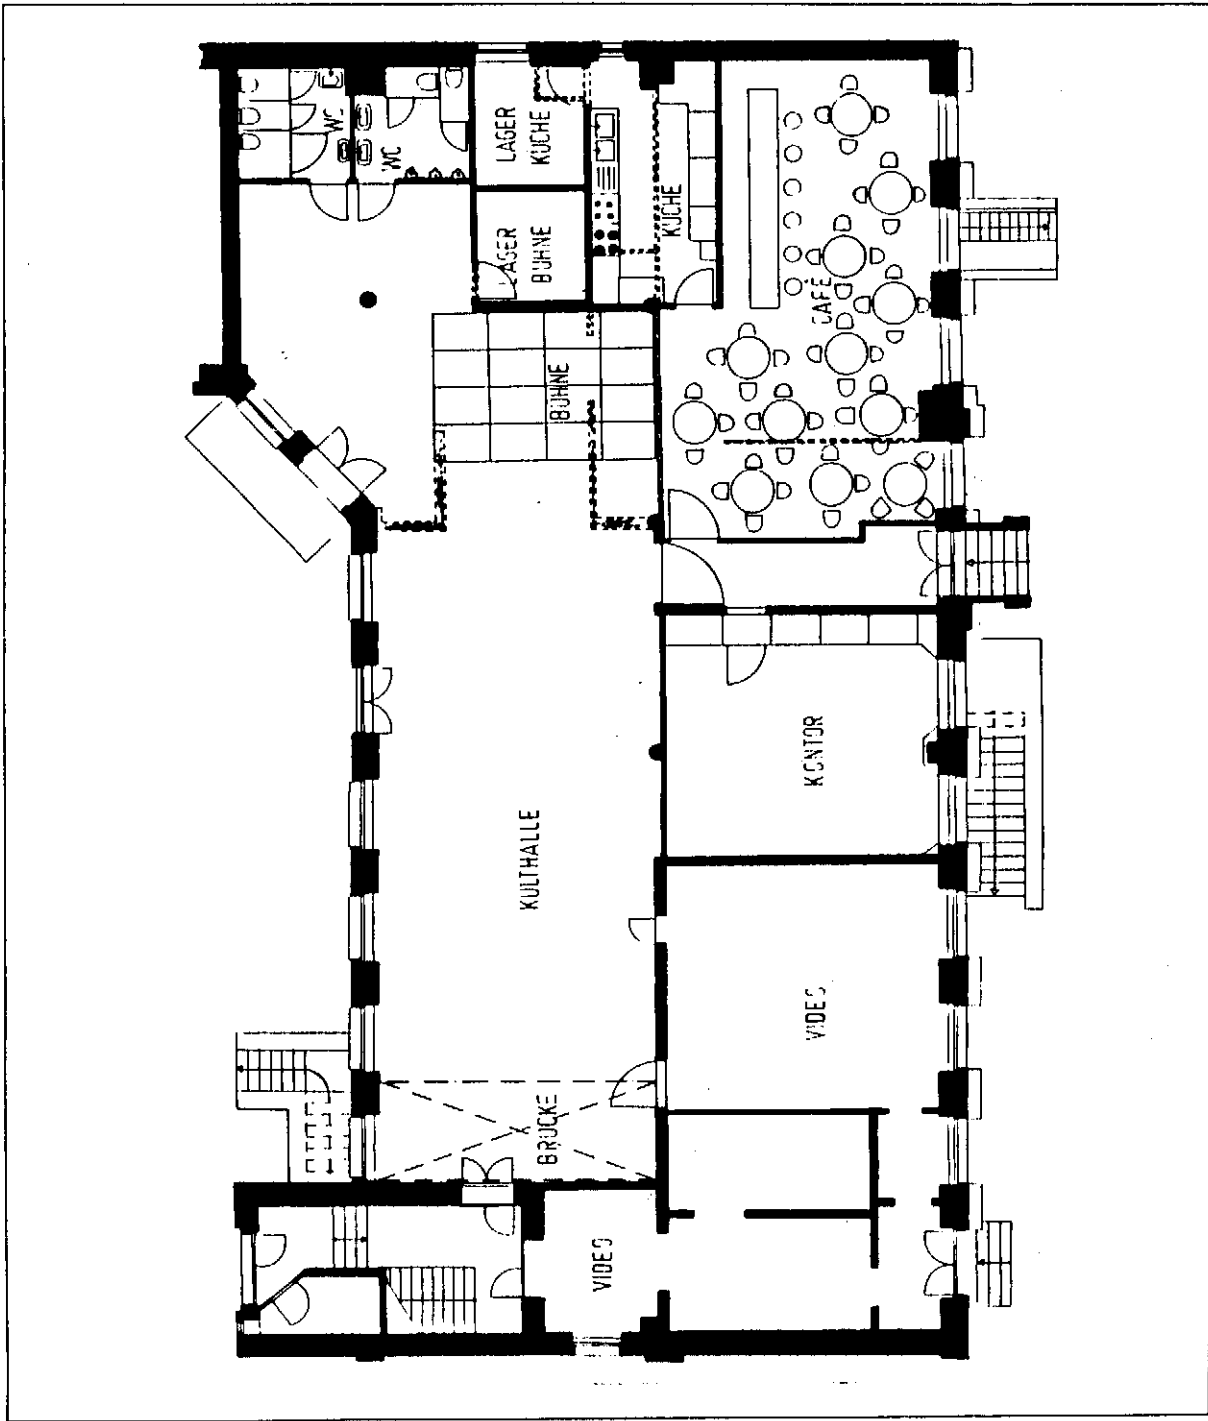 WC
WC
LAGER
KÜCHE
LAGER
BÜHNE
KÜCHE
CAFÉ
BÜHNE
KONTOR
KULTHALLE
VIDEO
BRÜCKE
VIDEO